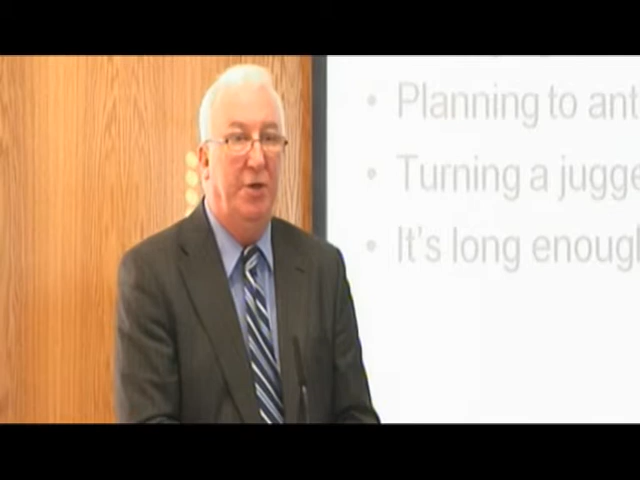 • Planning to ant
• Turning a jugge
• It's long enough